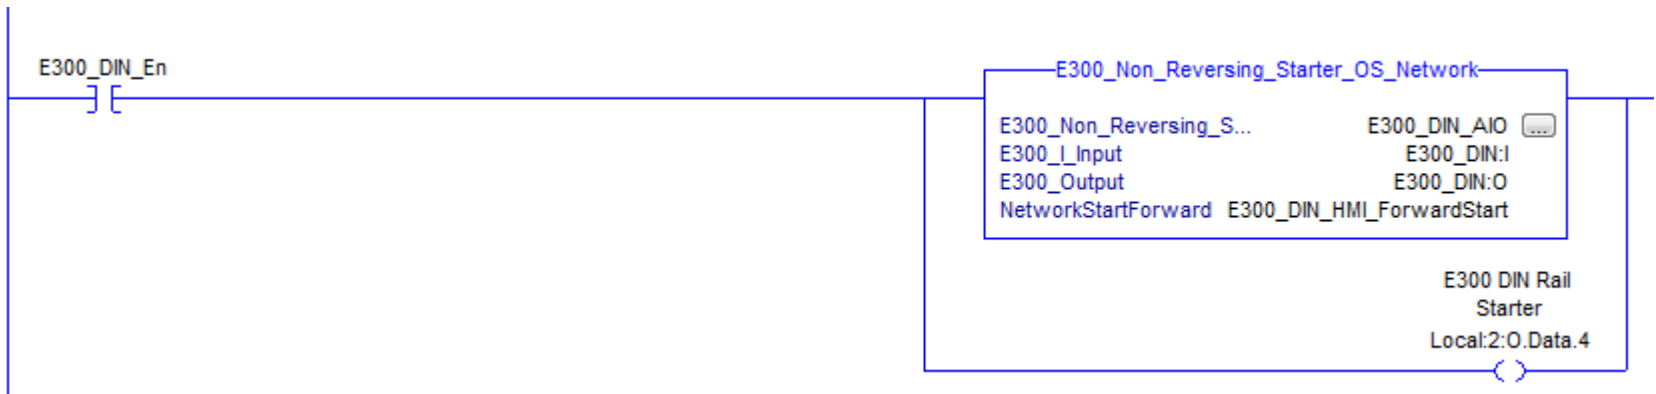 E300_DIN_En
E300_Non_Reversing_Starter_OS_Network
E300_Non_Reversing_S... E300_DIN_AIO ...
E300_I_Input E300_DIN:I
E300_Output E300_DIN:O
NetworkStartForward E300_DIN_HMI_ForwardStart
E300 DIN Rail
Starter
Local:2:O.Data.4